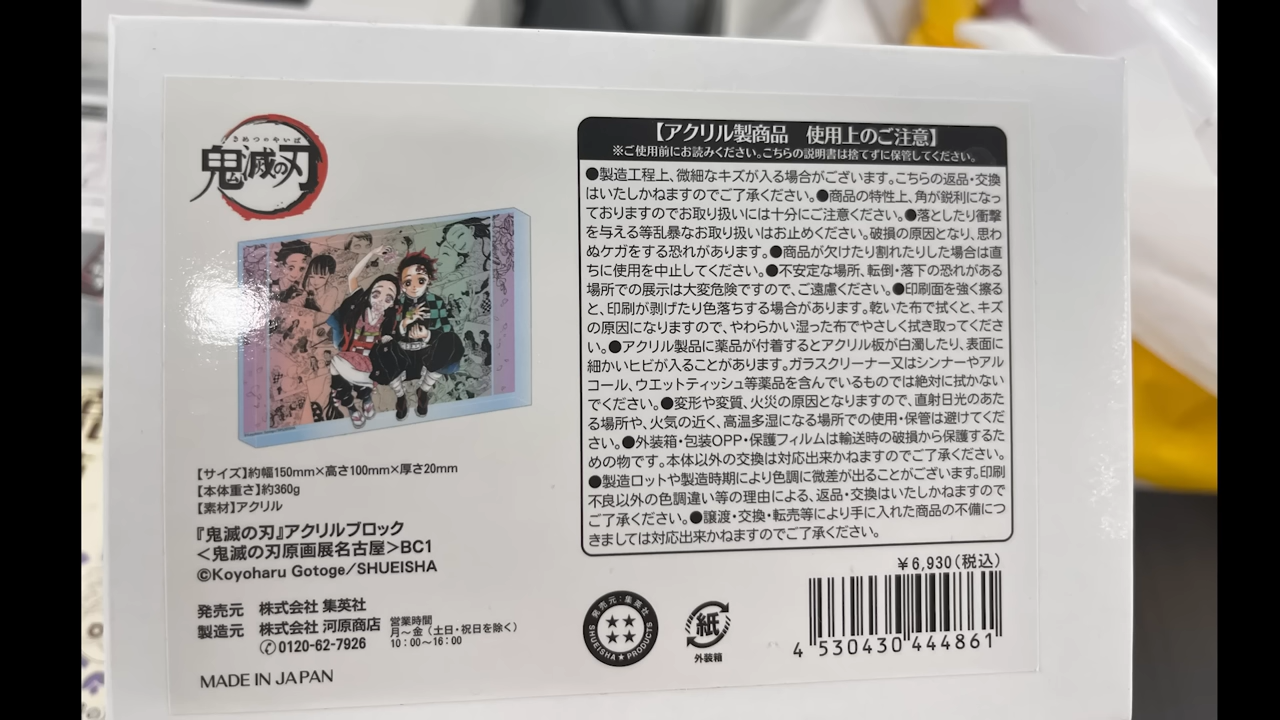 きめつのやいば
鬼滅の刃
【サイズ】約幅150mm×高さ100mm×厚さ20mm
【本体重さ】約360g
【素材】アクリル
『鬼滅の刃』アクリルブロック
＜鬼滅の刃原画展名古屋＞BC1
©Koyoharu Gotoge/SHUEISHA
発売元 株式会社 集英社
製造元 株式会社 河原商店
0120-62-7926
営業時間
月～金（土日・祝日を除く）
10:00～16:00
MADE IN JAPAN
【アクリル製商品 使用上のご注意】
※ご使用前にお読みください。こちらの説明書は捨てずに保管してください。
●製造工程上、微細なキズが入る場合がございます。こちらの返品・交換
はいたしかねますのでご了承ください。●商品の特性上、角が鋭利になっ
ておりますのでお取り扱いには十分にご注意ください。●落としたり衝撃
を与える等乱暴なお取り扱いはお止めください。破損の原因となり、思わ
ぬケガをする恐れがあります。●商品が欠けたり割れたりした場合は直
ちに使用を中止してください。●不安定な場所、転倒・落下の恐れがある
場所での展示は大変危険ですので、ご遠慮ください。●印刷面を強く擦る
と、印刷が剥げたり色落ちする場合があります。乾いた布で拭くと、キズ
の原因になりますので、やわらかい湿った布でやさしく拭き取ってくださ
い。●アクリル製品に薬品が付着するとアクリル板が白濁したり、表面に
細かいヒビが入ることがあります。ガラスクリーナー又はシンナーやアル
コール、ウエットティッシュ等薬品を含んでいるものでは絶対に拭かない
でください。●変形や変質、火災の原因となりますので、直射日光のあた
る場所や、火気の近く、高温多湿になる場所での使用・保管は避けてくだ
さい。●外装箱・包装OPP・保護フィルムは輸送時の破損から保護するた
めの物です。本体以外の交換は対応出来かねますのでご了承ください。
●製造ロットや製造時期により色調に微差が出ることがございます。印刷
不良以外の色調違い等の理由による、返品・交換はいたしかねますので
ご了承ください。●譲渡・交換・転売等により手に入れた商品の不備につ
きましては対応出来かねますのでご了承ください。
￥6,930(税込)
発売元:集英社
SHUEISHA★PRODUCTS
紙
外装箱
4 530430 444861